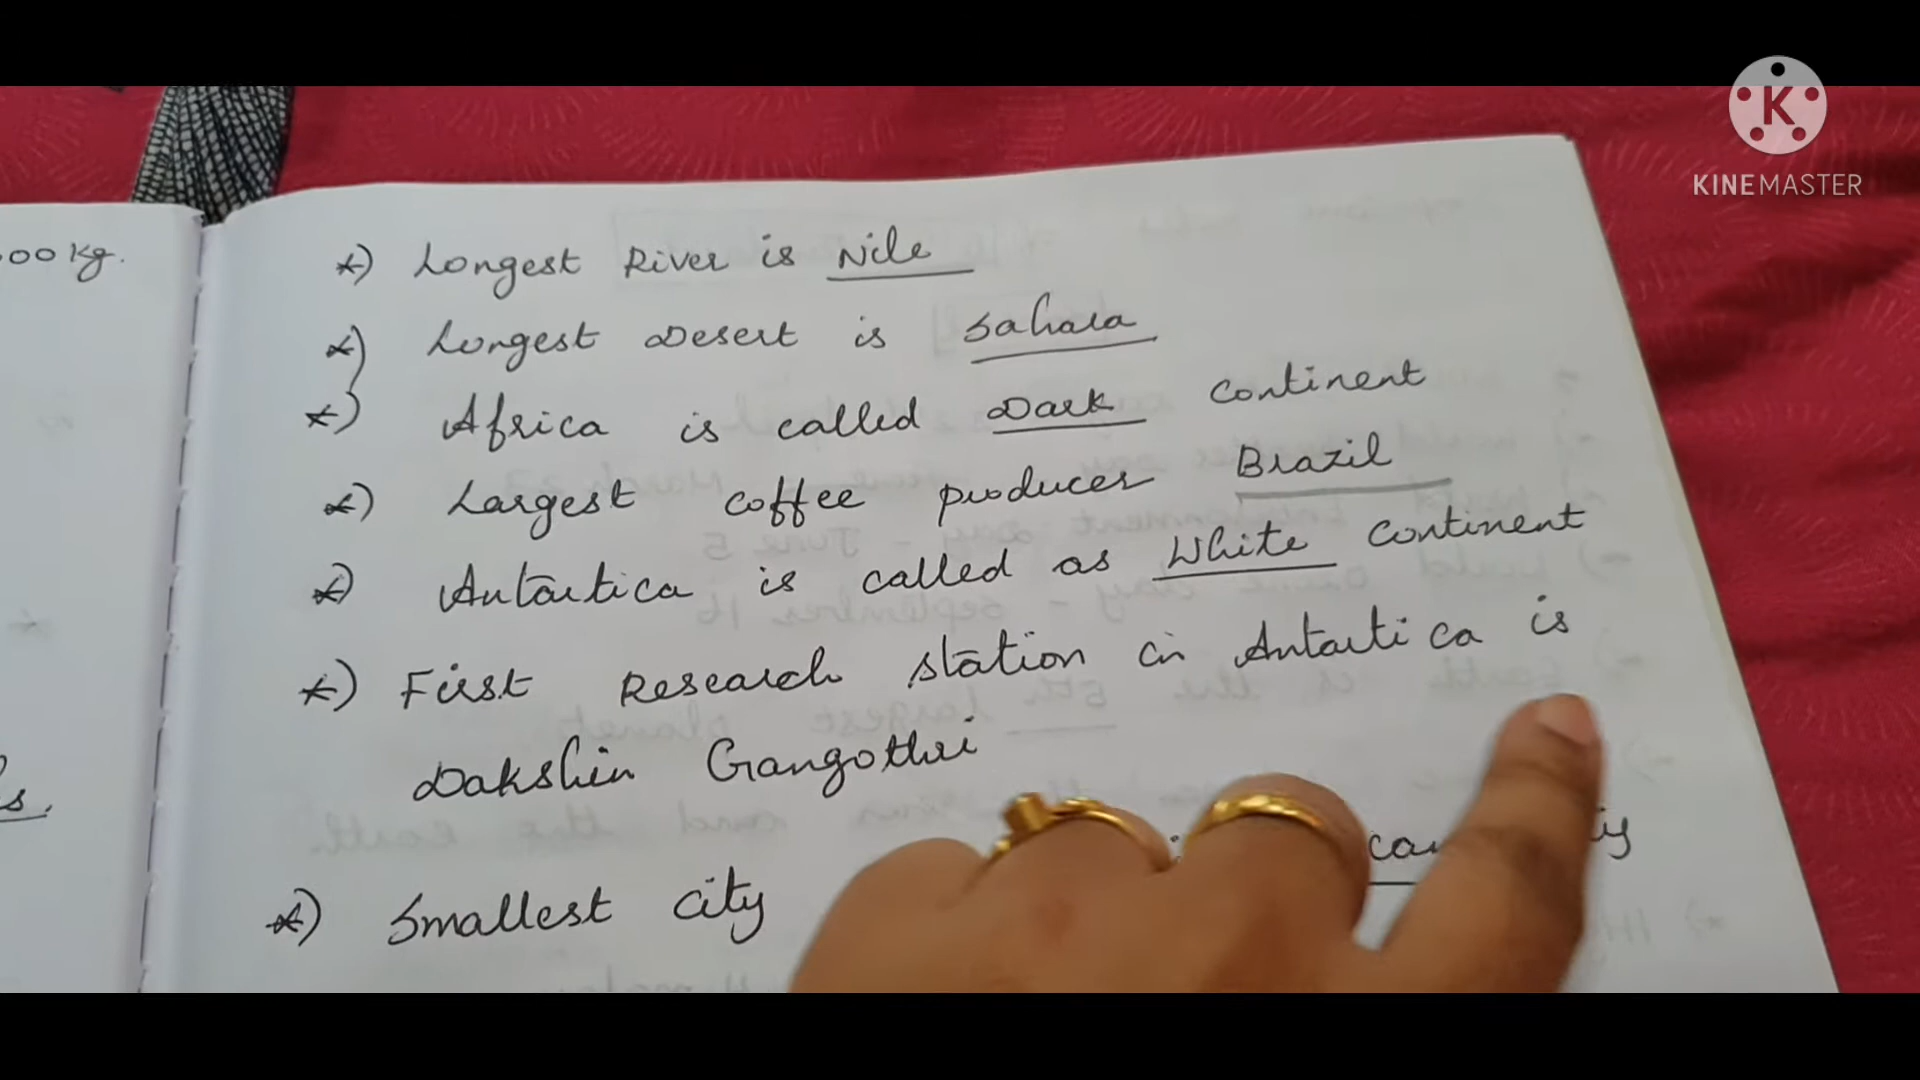 00 Kg.
s.
*) Longest River is Nile
*) Longest Desert is Sahara
*) Africa is called Dark continent
*) Largest coffee producer Brazil
*) Antartica is called as White continent
*) First Research station in Antartica is
Dakshin Gangothri
*) Smallest city
KINEMASTER